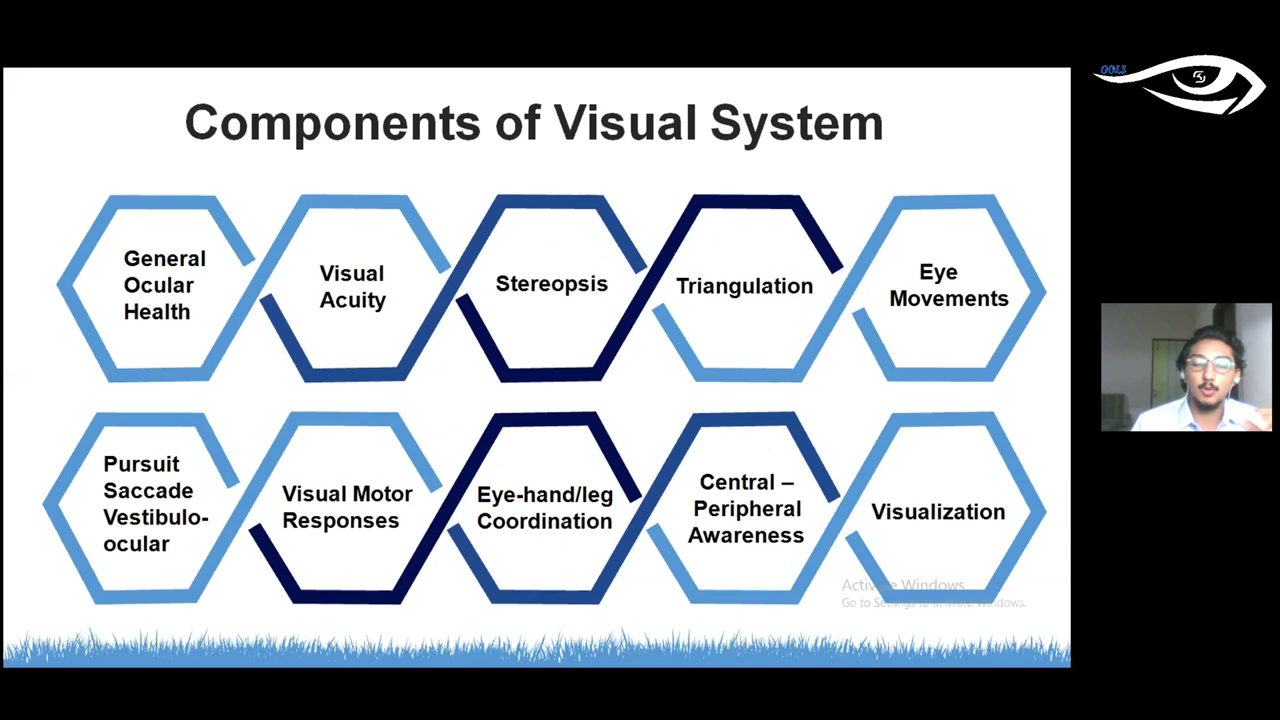 GOLS
Components of Visual System
General
Ocular
Health
Visual
Acuity
Stereopsis
Triangulation
Eye
Movements
Pursuit
Saccade
Vestibulo-
ocular
Visual Motor
Responses
Eye-hand/leg
Coordination
Central –
Peripheral
Awareness
Visualization
Activate Windows
Go to Settings to activate Windows.